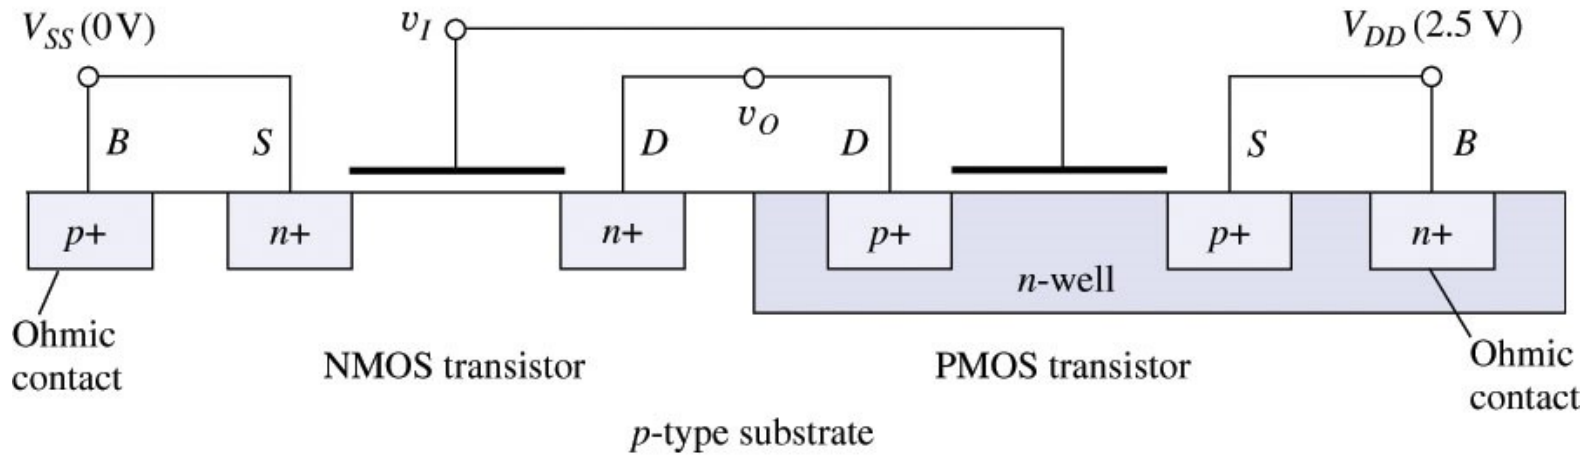 V_SS (0 V)
v_I
V_DD (2.5 V)
v_O
B
S
D
D
S
B
p+
n+
n+
p+
p+
n+
n-well
Ohmic
contact
NMOS transistor
PMOS transistor
Ohmic
contact
p-type substrate